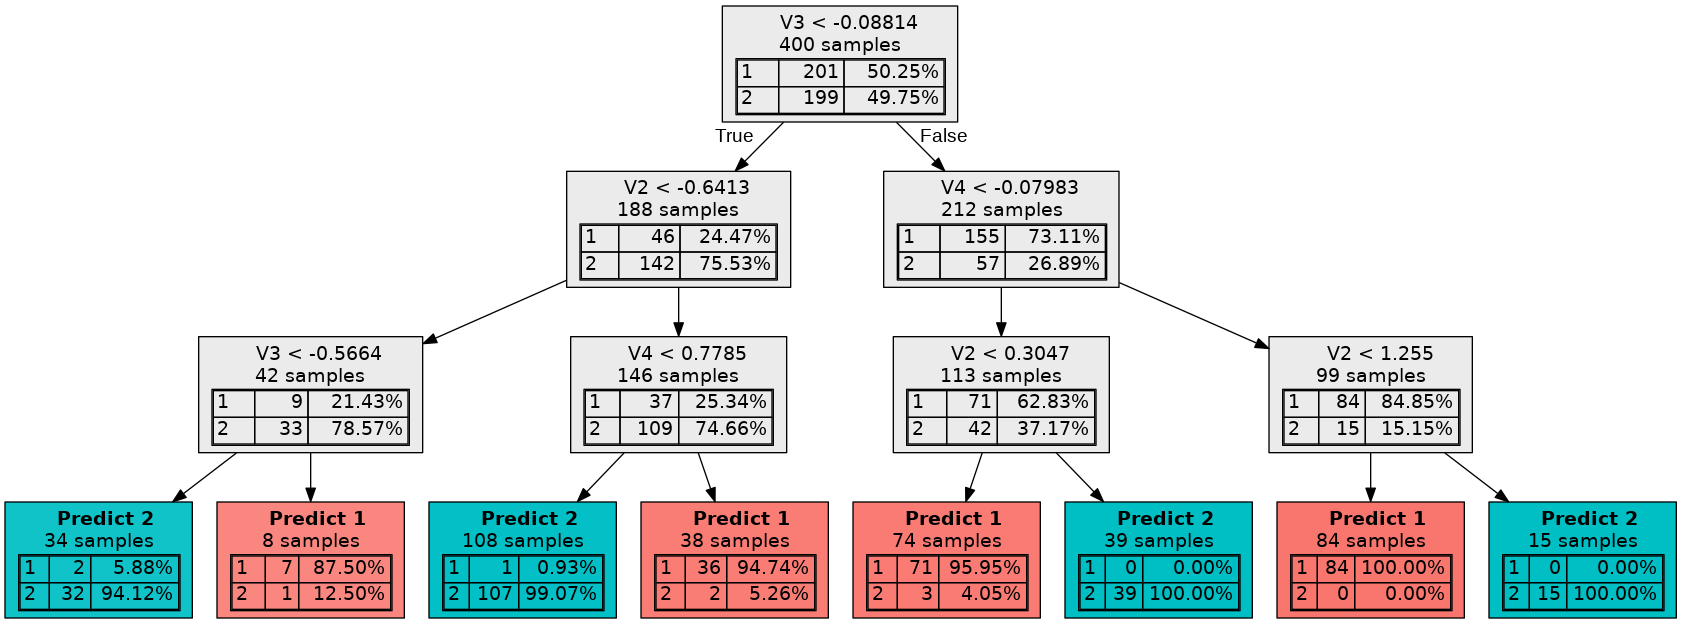 V3 < -0.08814
400 samples
1 201 50.25%
2 199 49.75%
True False
V2 < -0.6413
188 samples
1 46 24.47%
2 142 75.53%
V4 < -0.07983
212 samples
1 155 73.11%
2 57 26.89%
V3 < -0.5664
42 samples
1 9 21.43%
2 33 78.57%
V4 < 0.7785
146 samples
1 37 25.34%
2 109 74.66%
V2 < 0.3047
113 samples
1 71 62.83%
2 42 37.17%
V2 < 1.255
99 samples
1 84 84.85%
2 15 15.15%
Predict 2
34 samples
1 2 5.88%
2 32 94.12%
Predict 1
8 samples
1 7 87.50%
2 1 12.50%
Predict 2
108 samples
1 1 0.93%
2 107 99.07%
Predict 1
38 samples
1 36 94.74%
2 2 5.26%
Predict 1
74 samples
1 71 95.95%
2 3 4.05%
Predict 2
39 samples
1 0 0.00%
2 39 100.00%
Predict 1
84 samples
1 84 100.00%
2 0 0.00%
Predict 2
15 samples
1 0 0.00%
2 15 100.00%